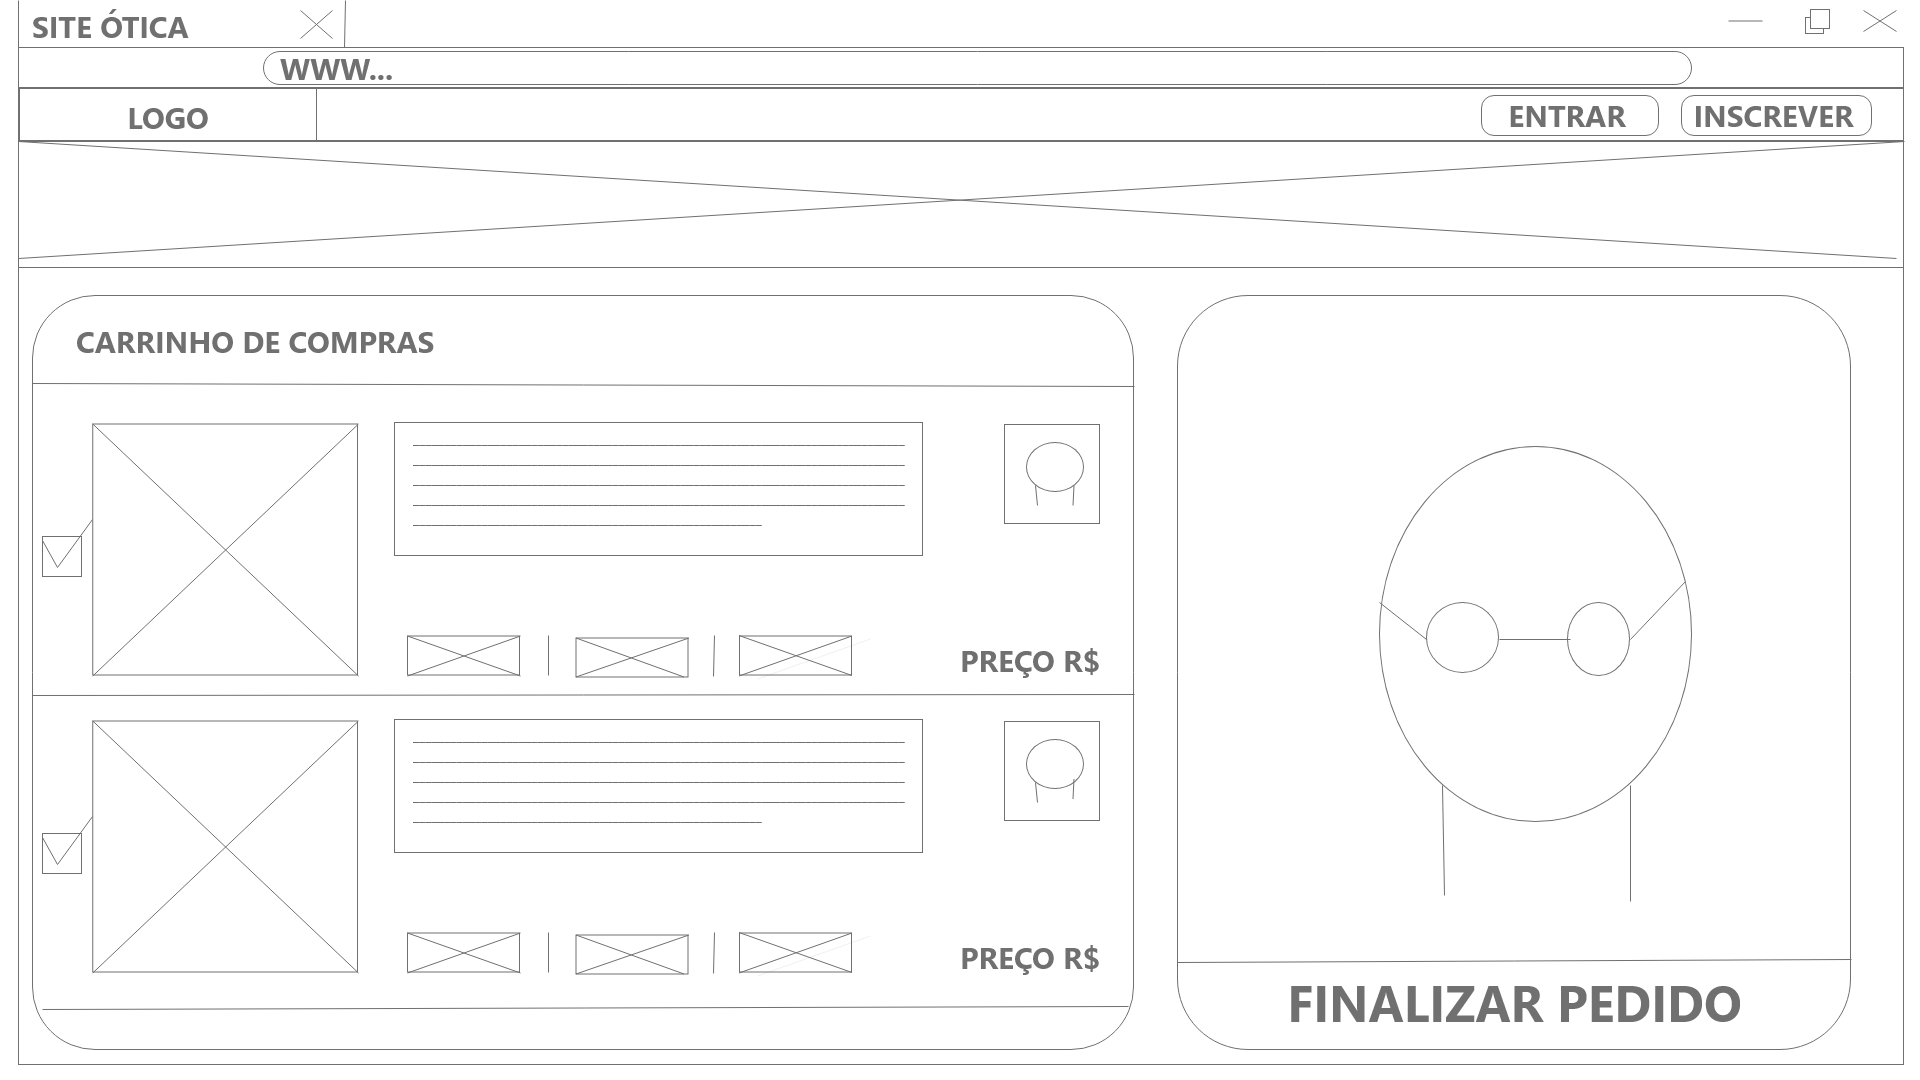 SITE ÓTICA
WWW...
LOGO
ENTRAR
INSCREVER
CARRINHO DE COMPRAS
PREÇO R$
PREÇO R$
FINALIZAR PEDIDO